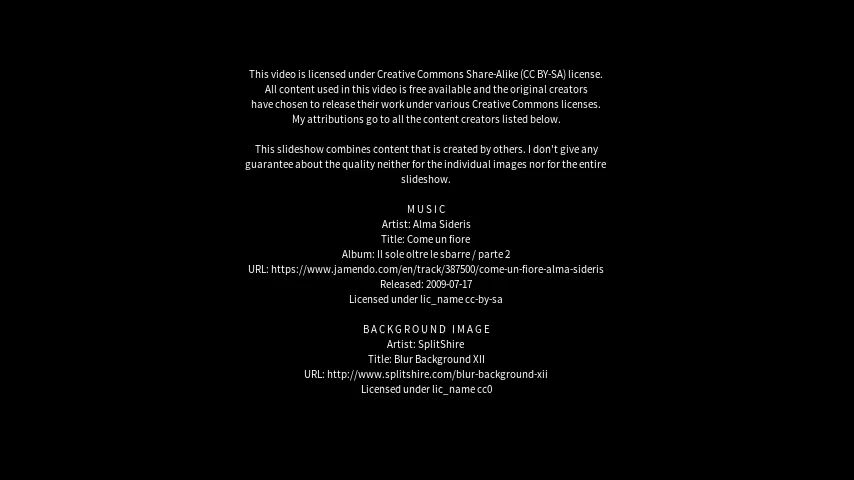 This video is licensed under Creative Commons Share-Alike (CC BY-SA) license.
All content used in this video is free available and the original creators
have chosen to release their work under various Creative Commons licenses.
My attributions go to all the content creators listed below.
This slideshow combines content that is created by others. I don't give any
guarantee about the quality neither for the individual images nor for the entire
slideshow.
MUSIC
Artist: Alma Sideris
Title: Come un fiore
Album: Il sole oltre le sbarre / parte 2
URL: https://www.jamendo.com/en/track/387500/come-un-fiore-alma-sideris
Released: 2009-07-17
Licensed under lic_name cc-by-sa
BACKGROUND IMAGE
Artist: SplitShire
Title: Blur Background XII
URL: http://www.splitshire.com/blur-background-xii
Licensed under lic_name cc0